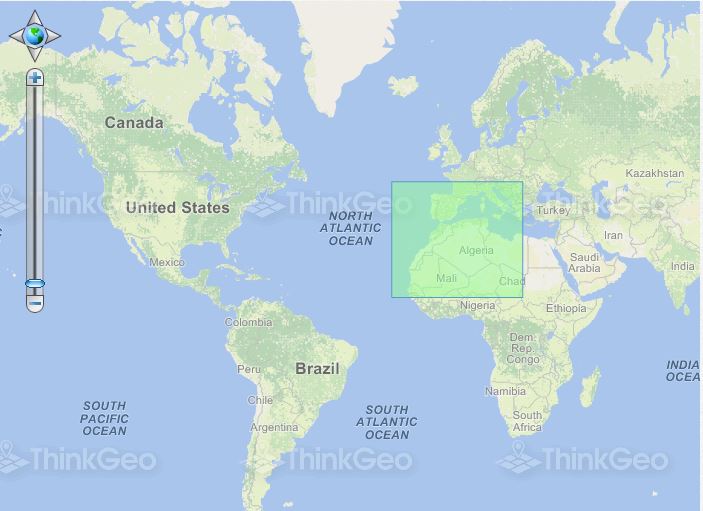 Canada
Kazakhstan
ThinkGeo
ThinkGeo
ThinkGeo
United States
Turkey
NORTH
ATLANTIC
OCEAN
Iran
Algeria
Saudi
Arabia
Mexico
India
Mali
Chad
Nigeria
Ethiopia
Colombia
Dem.
Rep.
Congo
Peru
Brazil
INDIA
OCEA
Namibia
Chile
SOUTH
PACIFIC
OCEAN
SOUTH
ATLANTIC
OCEAN
South
Africa
Argentina
ThinkGeo
ThinkGeo
ThinkGeo